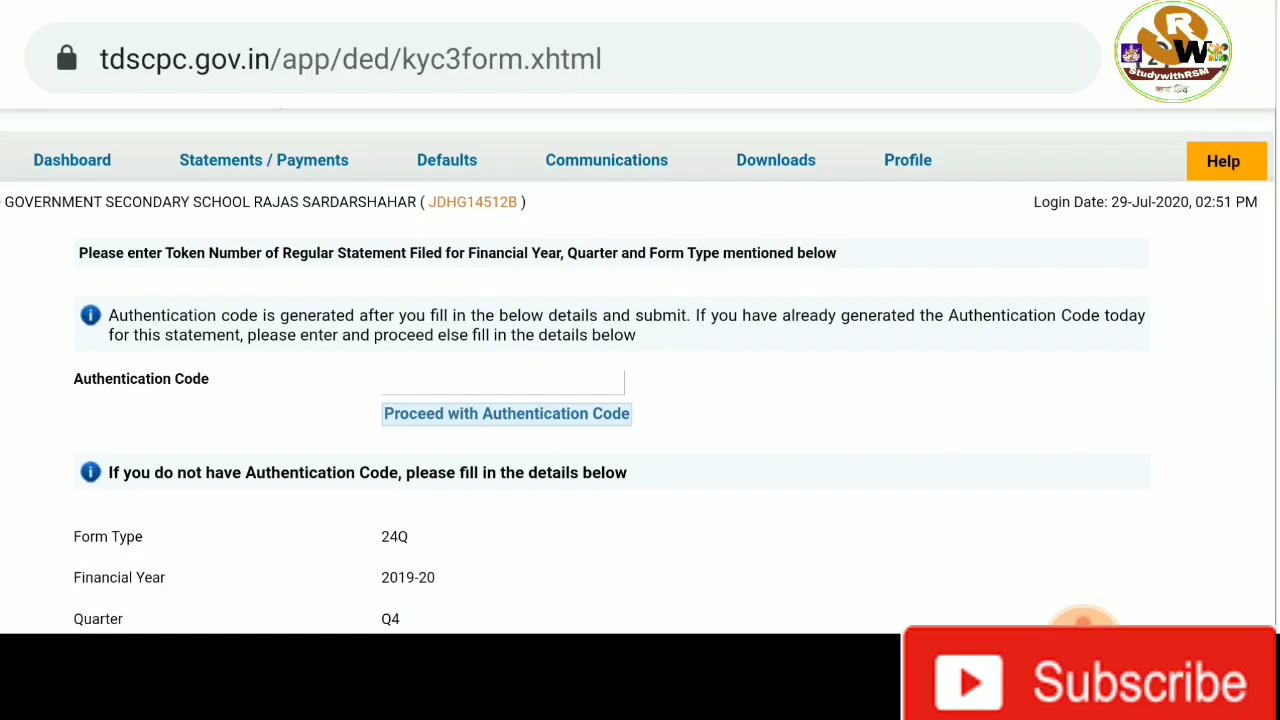 tdscpc.gov.in/app/ded/kyc3form.xhtml
R
W
StudywithRSM
Dashboard Statements / Payments Defaults Communications Downloads Profile Help
GOVERNMENT SECONDARY SCHOOL RAJAS SARDARSHAHAR ( JDHG14512B ) Login Date: 29-Jul-2020, 02:51 PM
Please enter Token Number of Regular Statement Filed for Financial Year, Quarter and Form Type mentioned below
Authentication code is generated after you fill in the below details and submit. If you have already generated the Authentication Code today
for this statement, please enter and proceed else fill in the details below
Authentication Code
Proceed with Authentication Code
If you do not have Authentication Code, please fill in the details below
Form Type 24Q
Financial Year 2019-20
Quarter Q4
Subscribe